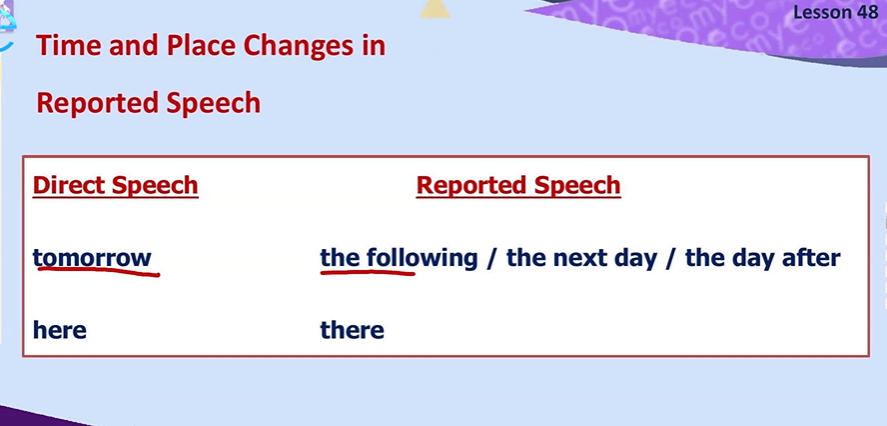 Lesson 48
Time and Place Changes in
Reported Speech
Direct Speech Reported Speech
tomorrow the following / the next day / the day after
here there